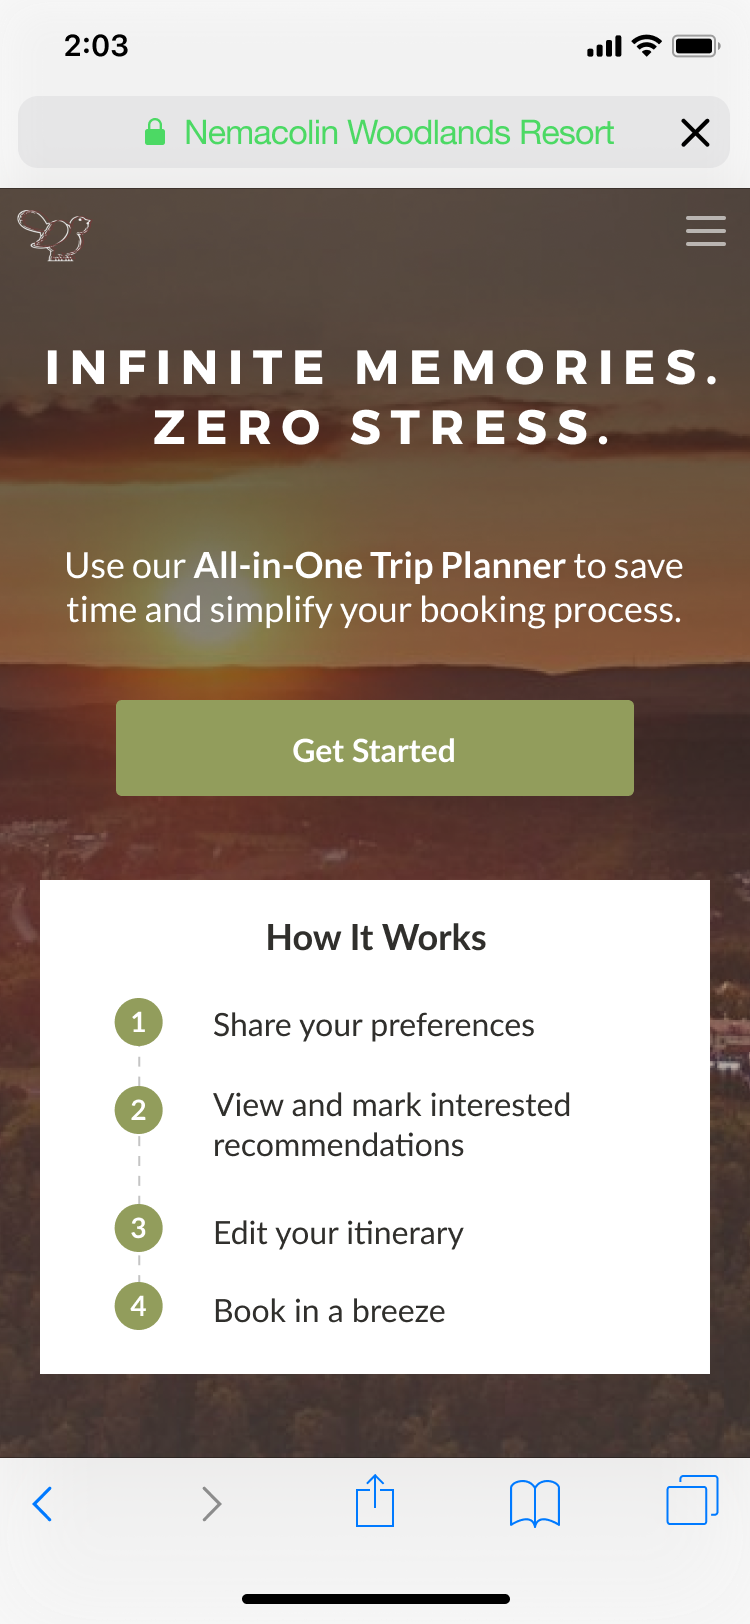 2:03
Nemacolin Woodlands Resort
INFINITE MEMORIES.
ZERO STRESS.
Use our All-in-One Trip Planner to save
time and simplify your booking process.
Get Started
How It Works
1 Share your preferences
2 View and mark interested
recommendations
3 Edit your itinerary
4 Book in a breeze